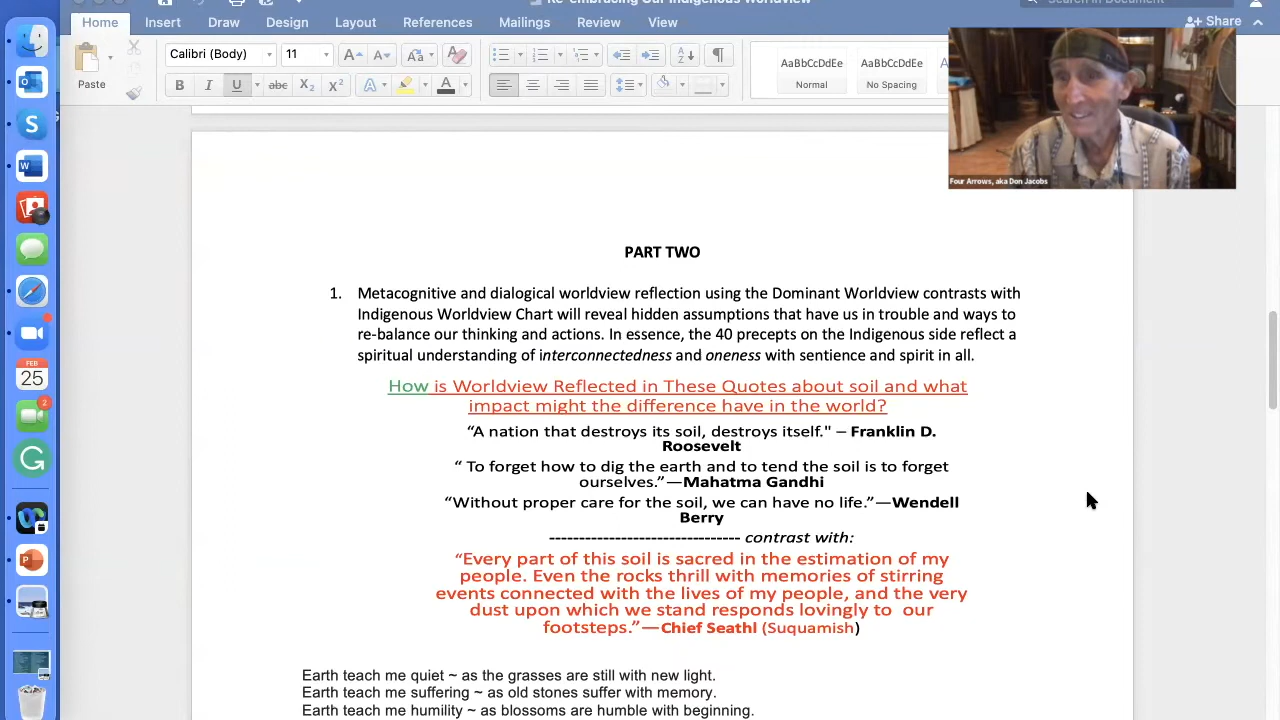 Re-embracing Our Indigenous Worldview
Search in Document
Home Insert Draw Design Layout References Mailings Review View
Share
Calibri (Body) 11
AaBbCcDdEe AaBbCcDdEe
Paste
Normal No Spacing
Four Arrows, aka Don Jacobs
FEB
25
2
PART TWO
1. Metacognitive and dialogical worldview reflection using the Dominant Worldview contrasts with
Indigenous Worldview Chart will reveal hidden assumptions that have us in trouble and ways to
re-balance our thinking and actions. In essence, the 40 precepts on the Indigenous side reflect a
spiritual understanding of interconnectedness and oneness with sentience and spirit in all.
How is Worldview Reflected in These Quotes about soil and what
impact might the difference have in the world?
“A nation that destroys its soil, destroys itself." – Franklin D.
Roosevelt
“ To forget how to dig the earth and to tend the soil is to forget
ourselves.”—Mahatma Gandhi
“Without proper care for the soil, we can have no life.”—Wendell
Berry
-------------------------------- contrast with:
“Every part of this soil is sacred in the estimation of my
people. Even the rocks thrill with memories of stirring
events connected with the lives of my people, and the very
dust upon which we stand responds lovingly to our
footsteps.”—Chief Seathl (Suquamish)
Earth teach me quiet ~ as the grasses are still with new light.
Earth teach me suffering ~ as old stones suffer with memory.
Earth teach me humility ~ as blossoms are humble with beginning.